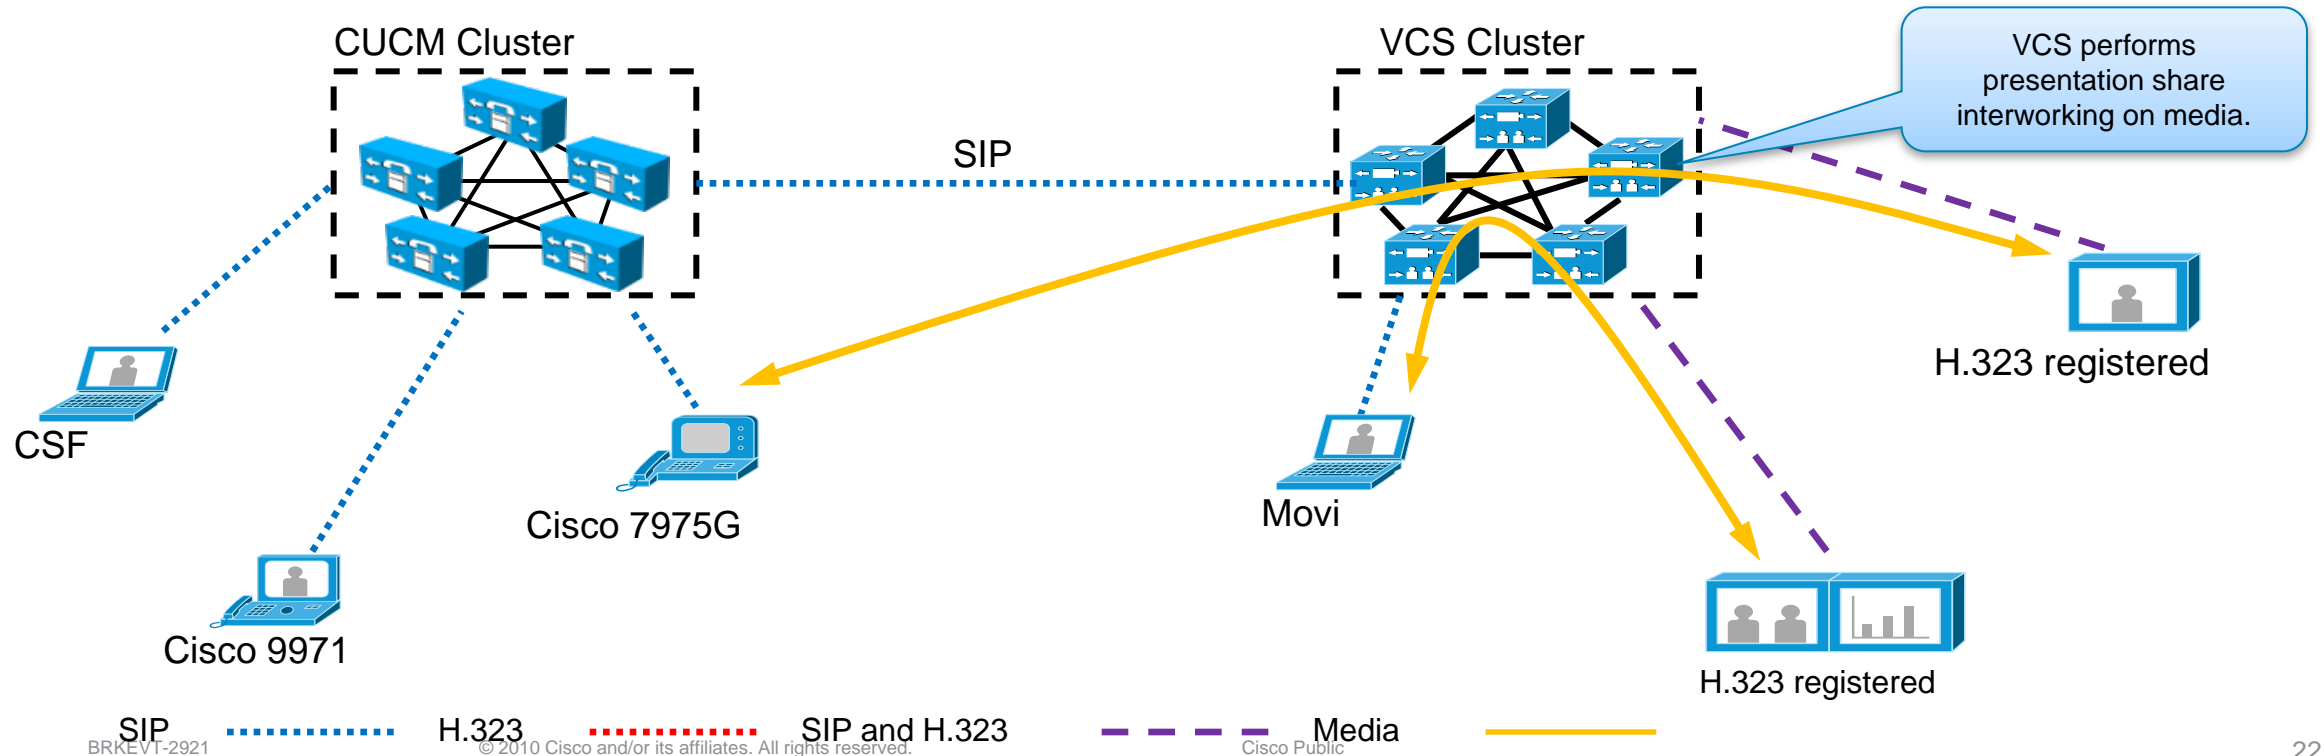 CUCM Cluster
VCS Cluster
VCS performs
presentation share
interworking on media.
SIP
H.323 registered
CSF
Movi
Cisco 7975G
Cisco 9971
H.323 registered
SIP H.323 SIP and H.323 Media
BRKEVT-2921 © 2010 Cisco and/or its affiliates. All rights reserved. Cisco Public 22